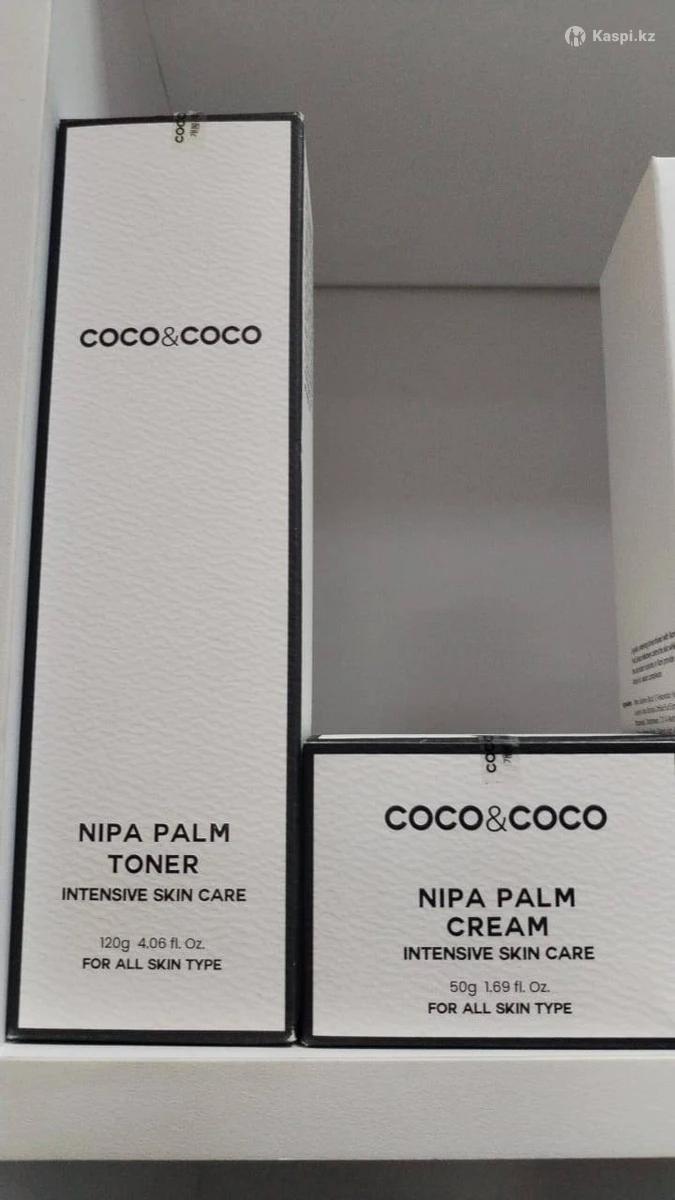 Kaspi.kz
COCO&COCO
NIPA PALM
TONER
INTENSIVE SKIN CARE
120g 4.06 fl. Oz.
FOR ALL SKIN TYPE
COCO&COCO
NIPA PALM
CREAM
INTENSIVE SKIN CARE
50g 1.69 fl. Oz.
FOR ALL SKIN TYPE